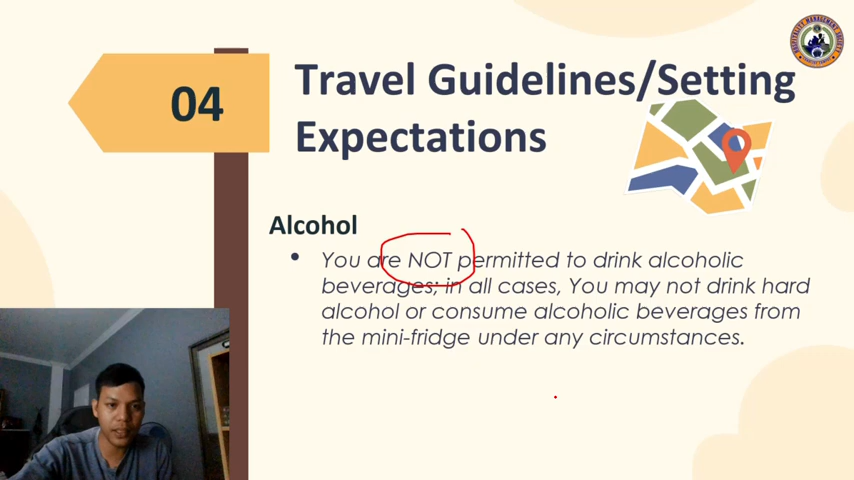 04
Travel Guidelines/Setting
Expectations
Alcohol
• You are NOT permitted to drink alcoholic
beverages; in all cases, You may not drink hard
alcohol or consume alcoholic beverages from
the mini-fridge under any circumstances.